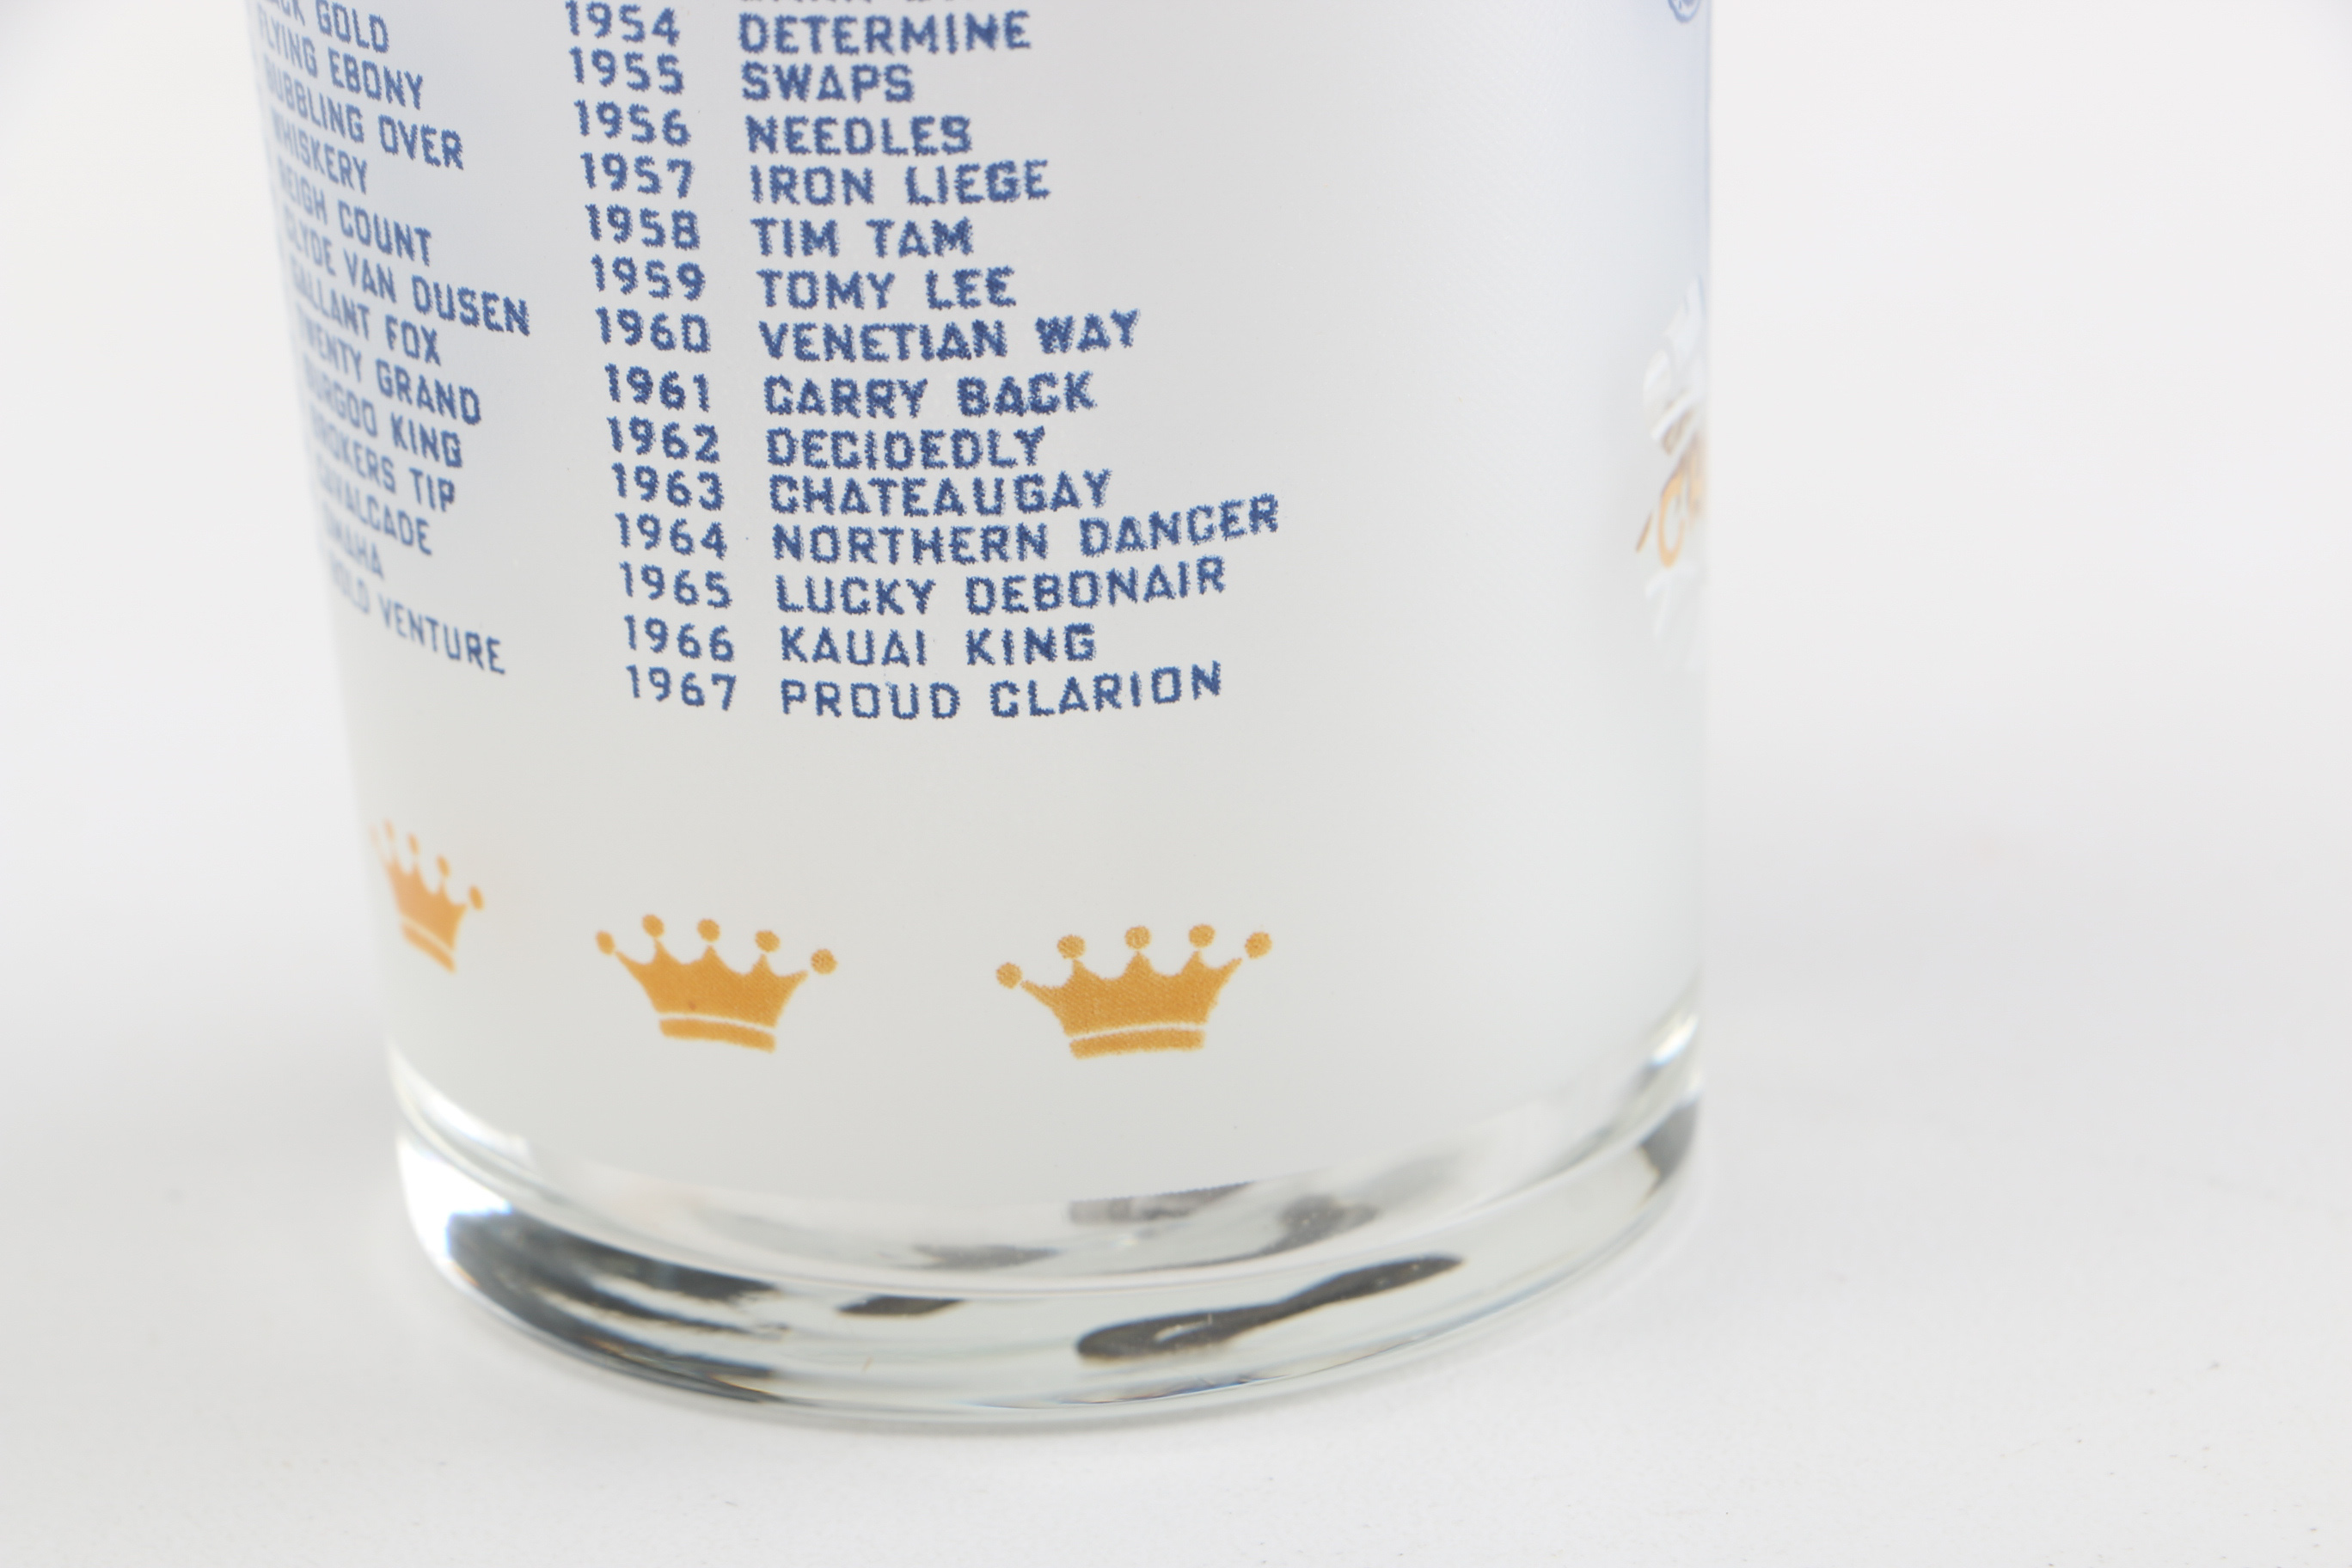 GOLD
FLYING EBONY
BUBBLING OVER
WHISKERY
REIGH COUNT
CLYDE VAN DUSEN
GALLANT FOX
TWENTY GRAND
BURGOO KING
BROKERS TIP
CAVALCADE
OMAHA
BOLD VENTURE
1954 DETERMINE
1955 SWAPS
1956 NEEDLES
1957 IRON LIEGE
1958 TIM TAM
1959 TOMY LEE
1960 VENETIAN WAY
1961 CARRY BACK
1962 DECIDEDLY
1963 CHATEAUGAY
1964 NORTHERN DANCER
1965 LUCKY DEBONAIR
1966 KAUAI KING
1967 PROUD CLARION